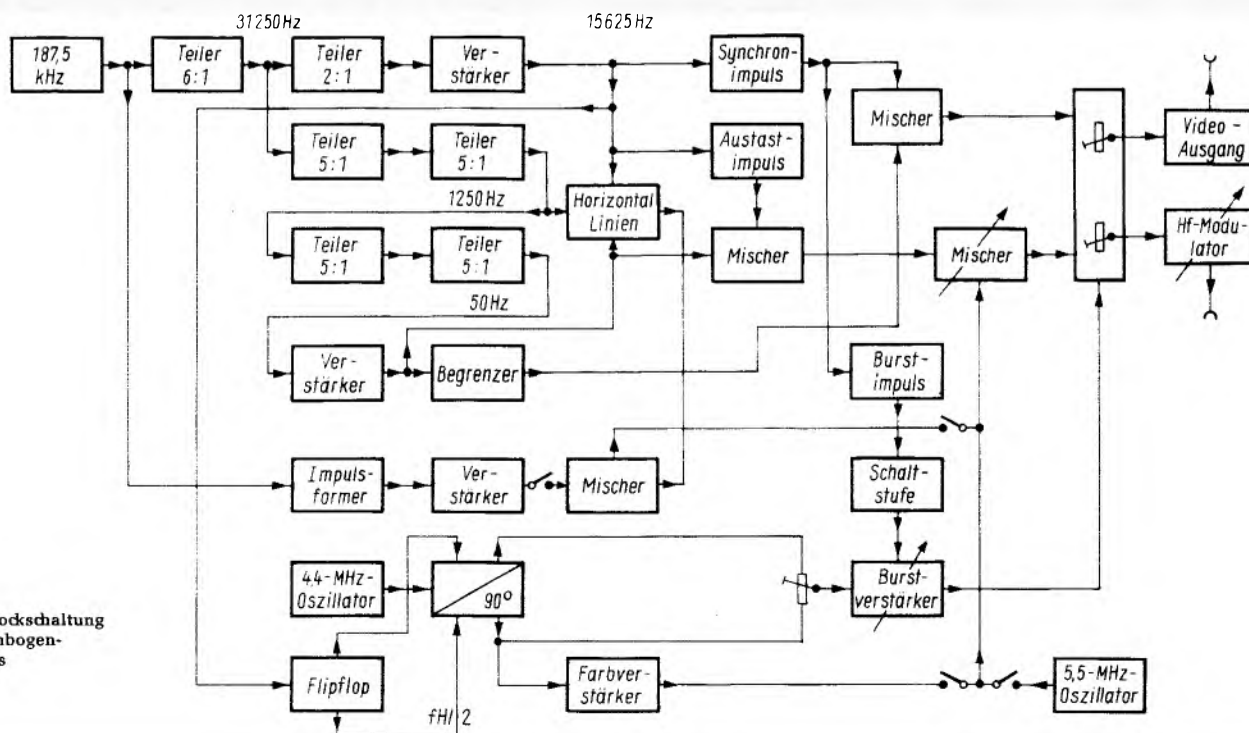 31250Hz
15625Hz
187,5
kHz
Teiler
6:1
Teiler
2:1
Ver-
stärker
Synchron-
impuls
Mischer
Video-
Ausgang
Teiler
5:1
Teiler
5:1
Austast-
impuls
1250Hz
Horizontal
Linien
Teiler
5:1
Teiler
5:1
Mischer
Mischer
Hf-Modu-
lator
50Hz
Ver-
stärker
Begrenzer
Burst-
impuls
Impuls-
former
Ver-
stärker
Mischer
Schalt-
stufe
4,4-MHz-
Oszillator
90°
Burst-
verstärker
ockschaltung
nbogen-
s
Flipflop
fH/2
Farbver-
stärker
5,5-MHz-
Oszillator